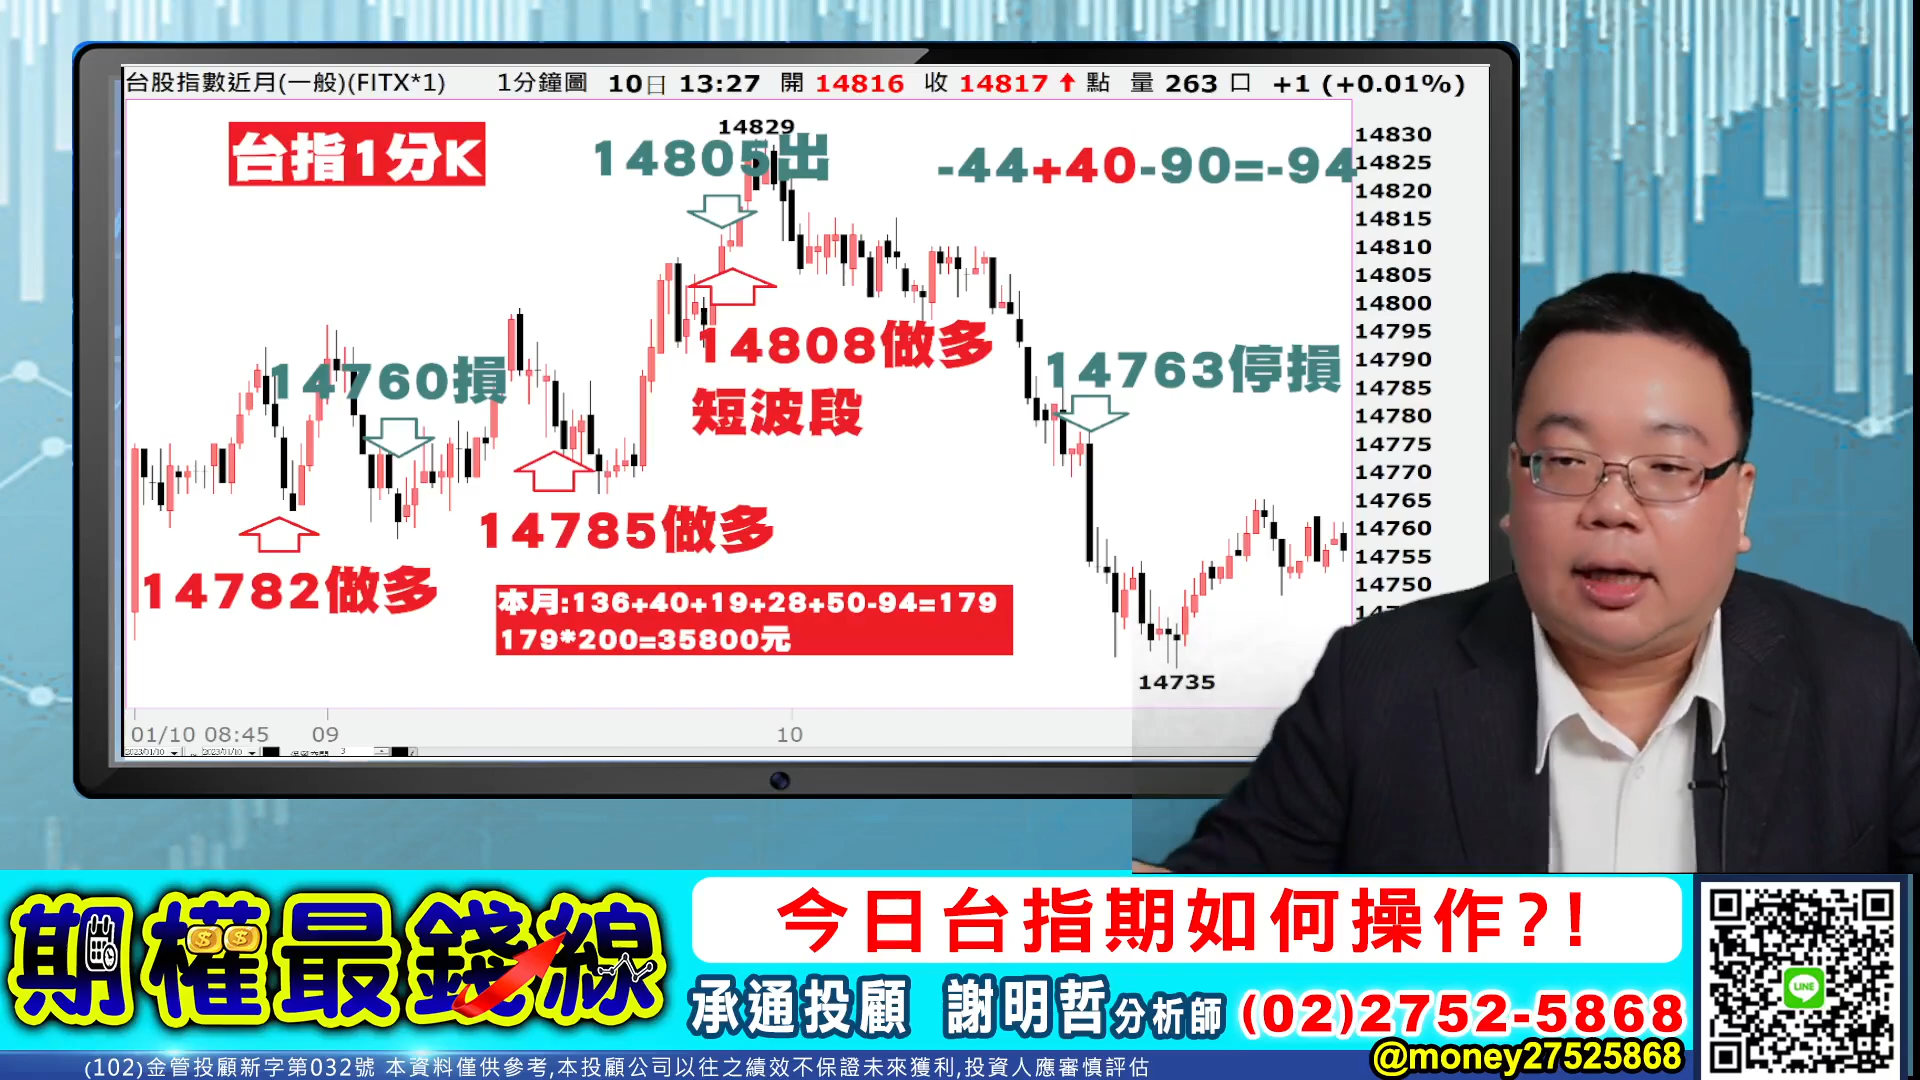 台股指數近月(一般)(FITX*1) 1分鐘圖 10日 13:27 開 14816 收 14817↑點 量 263 口 +1 (+0.01%)
台指1分K
14829
14805出
-44+40-90=-94
14830
14825
14820
14815
14810
14805
14800
14795
14790
14785
14780
14775
14770
14765
14760
14755
14750
14760損
14808做多
短波段
14763停損
14785做多
14782做多
本月:136+40+19+28+50-94=179
179*200=35800元
14735
01/10 08:45 09 10
2023/01/10 2023/01/10 3
期權最錢線
今日台指期如何操作?!
承通投顧 謝明哲分析師 (02)2752-5868
@money27525868
LINE
(102)金管投顧新字第032號 本資料僅供參考,本投顧公司以往之績效不保證未來獲利,投資人應審慎評估